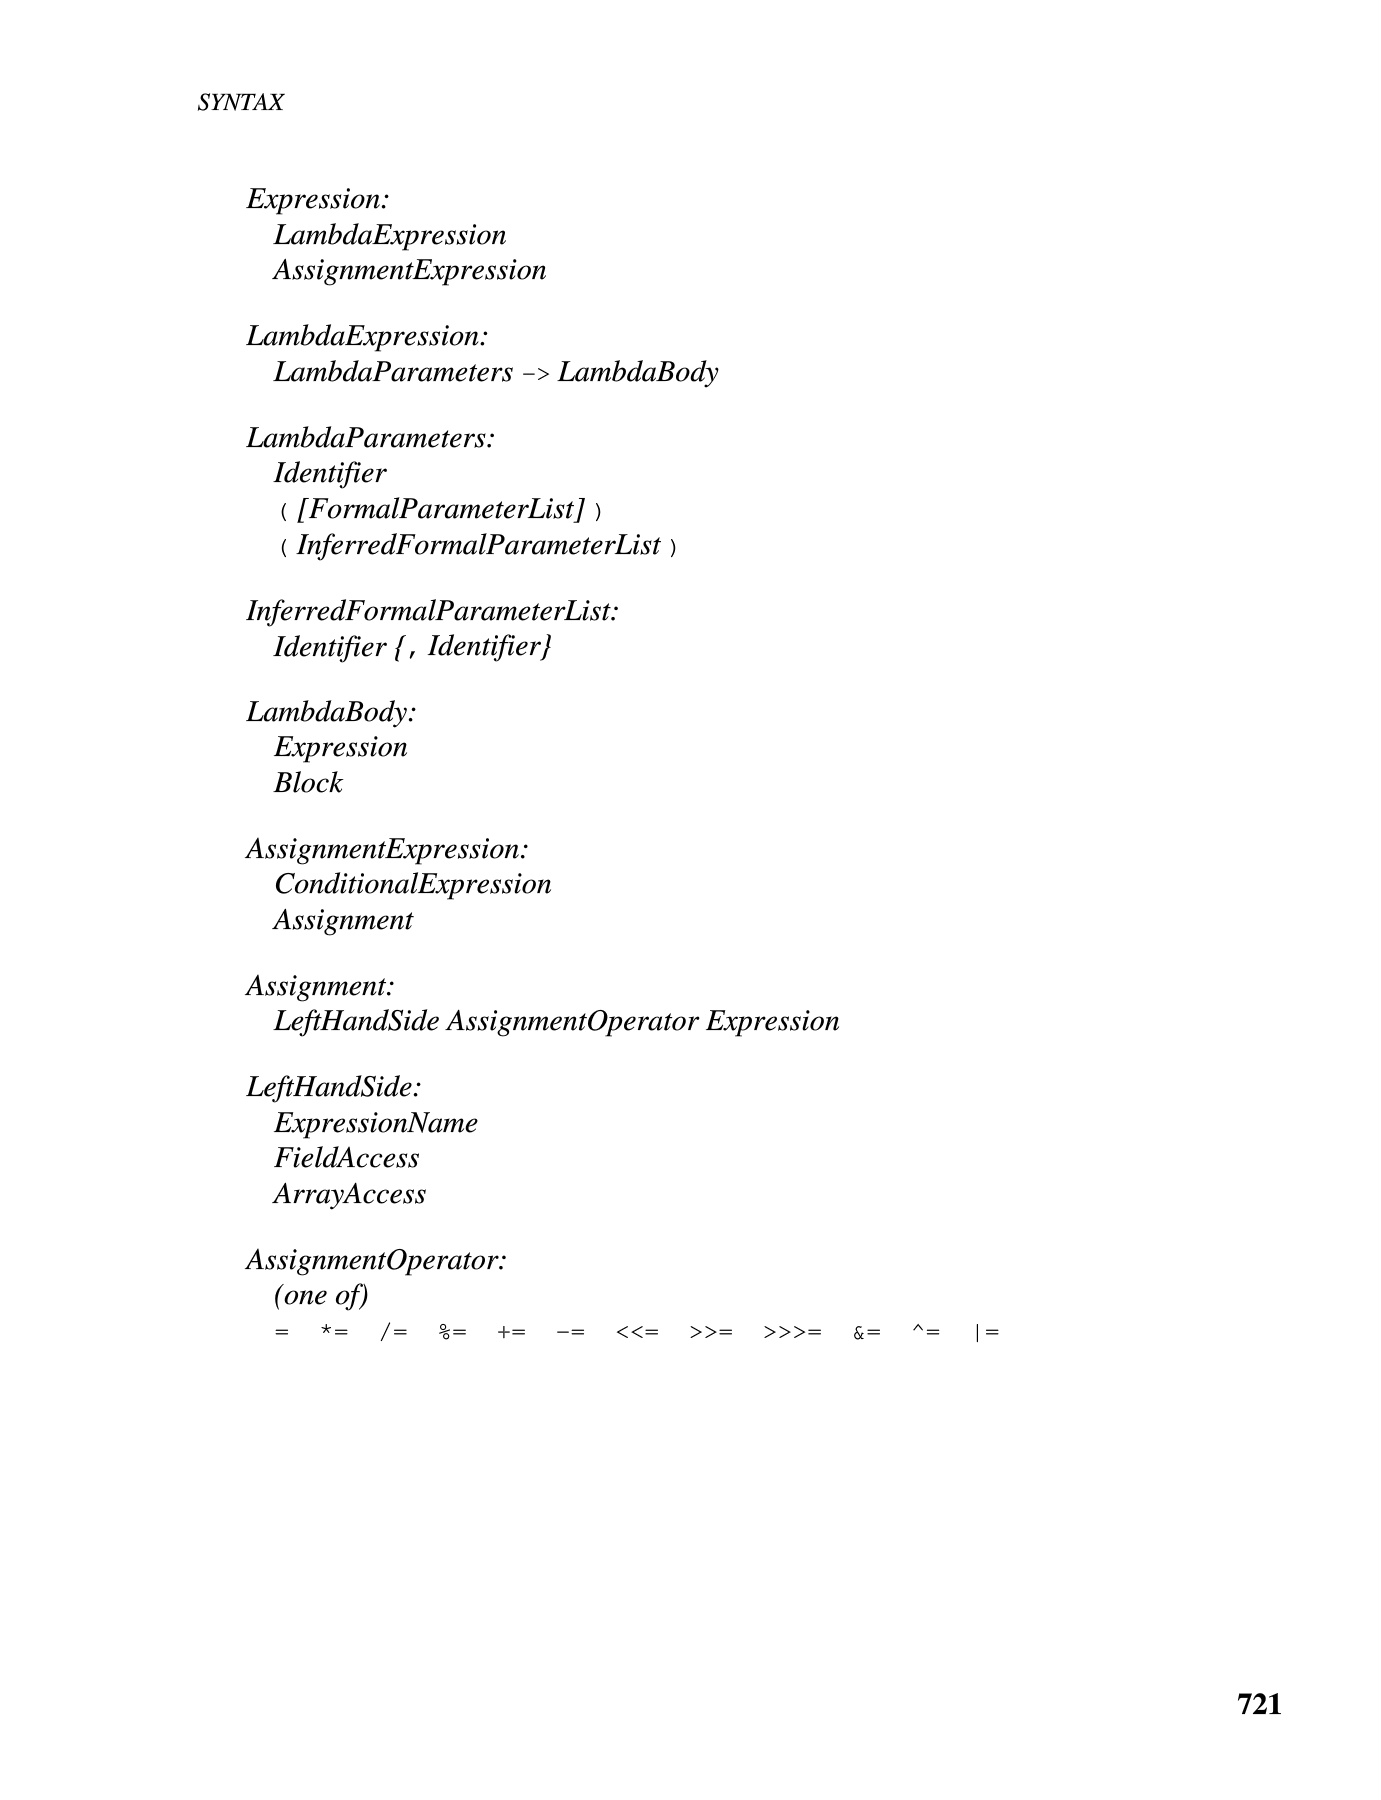 SYNTAX
Expression:
LambdaExpression
AssignmentExpression
LambdaExpression:
LambdaParameters -> LambdaBody
LambdaParameters:
Identifier
( [FormalParameterList] )
( InferredFormalParameterList )
InferredFormalParameterList:
Identifier {, Identifier}
LambdaBody:
Expression
Block
AssignmentExpression:
ConditionalExpression
Assignment
Assignment:
LeftHandSide AssignmentOperator Expression
LeftHandSide:
ExpressionName
FieldAccess
ArrayAccess
AssignmentOperator:
(one of)
= *= /= %= += -= <<= >>= >>>= &= ^= |=
721